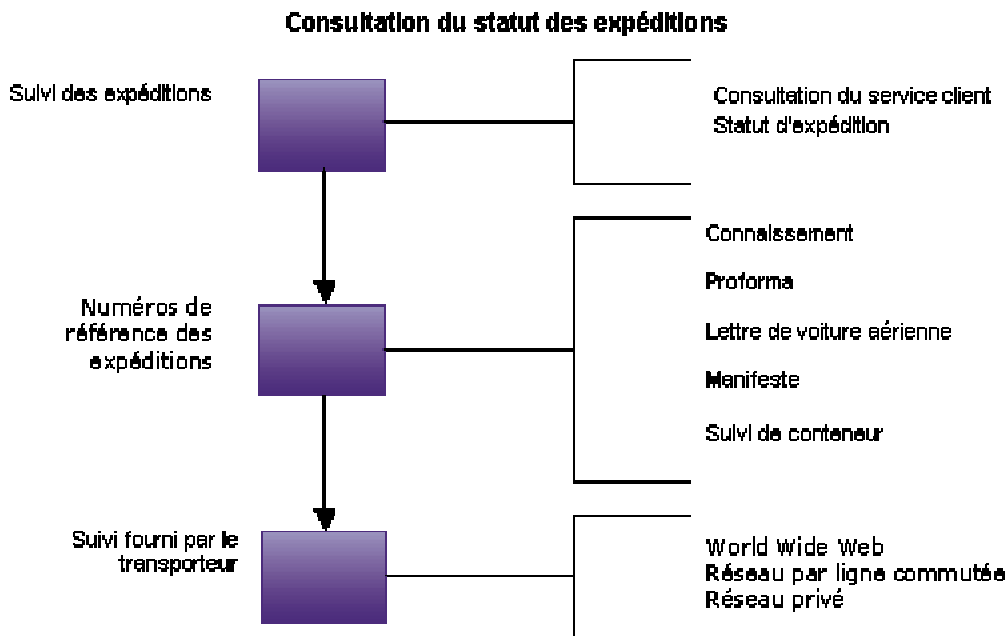 Consultation du statut des expéditions
Suivi des expéditions
Consultation du service client
Statut d'expédition
Numéros de
référence des
expéditions
Connaissement
Proforma
Lettre de voiture aérienne
Manifeste
Suivi de conteneur
Suivi fourni par le
transporteur
World Wide Web
Réseau par ligne commutée
Réseau privé